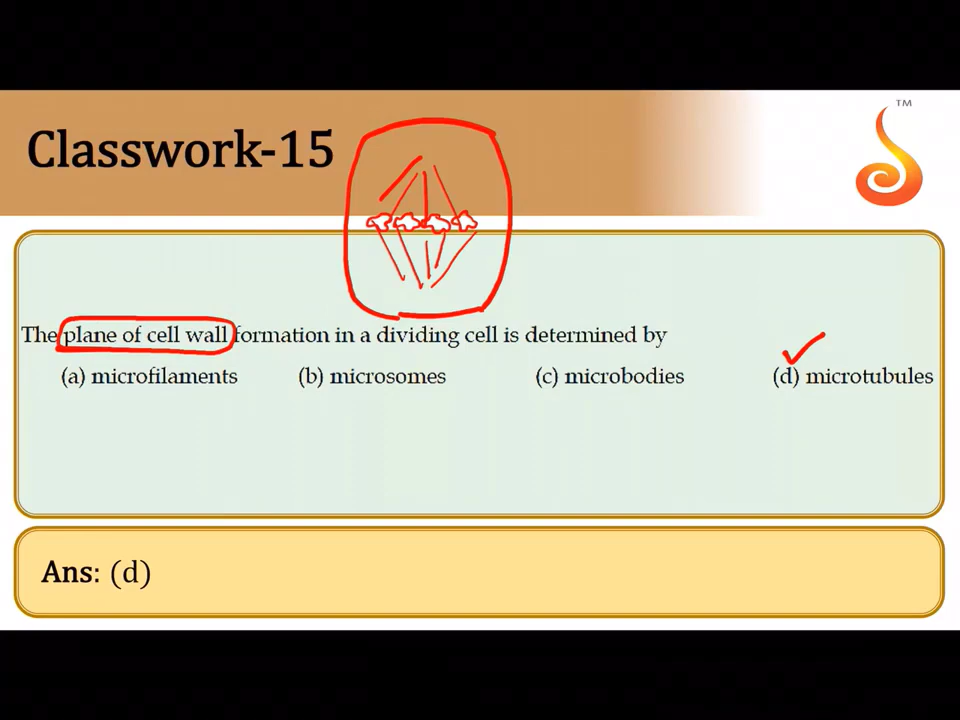 Classwork-15
TM
The plane of cell wall formation in a dividing cell is determined by
(a) microfilaments (b) microsomes (c) microbodies (d) microtubules
Ans: (d)